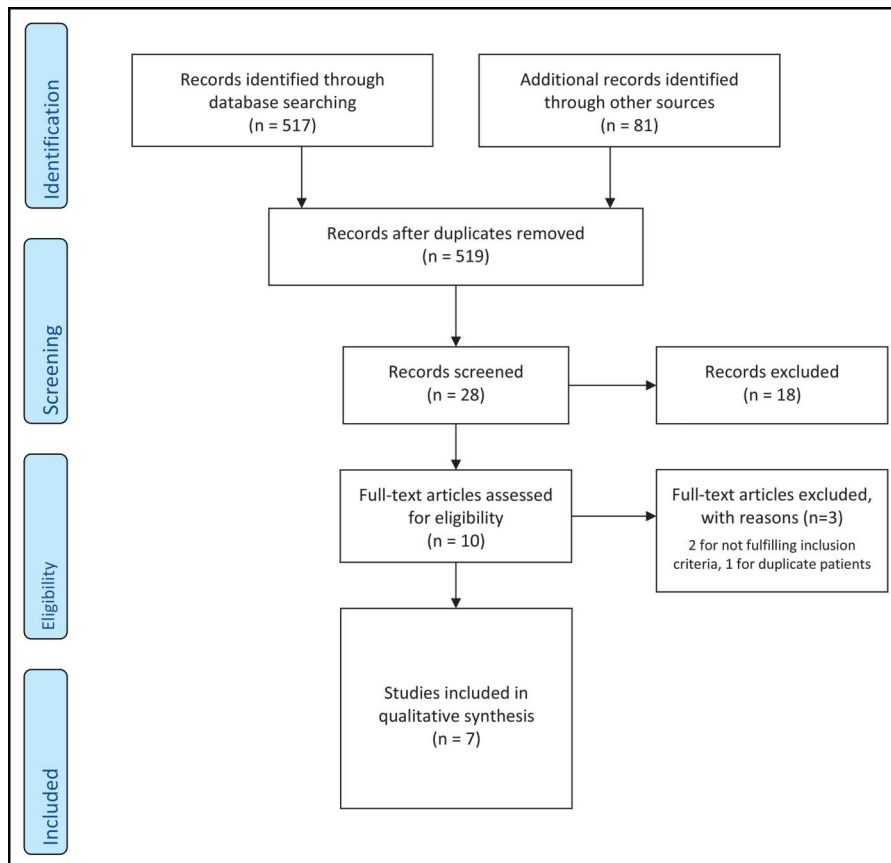 Identification
Records identified through
database searching
(n = 517)
Additional records identified
through other sources
(n = 81)
Records after duplicates removed
(n = 519)
Screening
Records screened
(n = 28)
Records excluded
(n = 18)
Eligibility
Full-text articles assessed
for eligibility
(n = 10)
Full-text articles excluded,
with reasons (n=3)
2 for not fulfilling inclusion
criteria, 1 for duplicate patients
Included
Studies included in
qualitative synthesis
(n = 7)